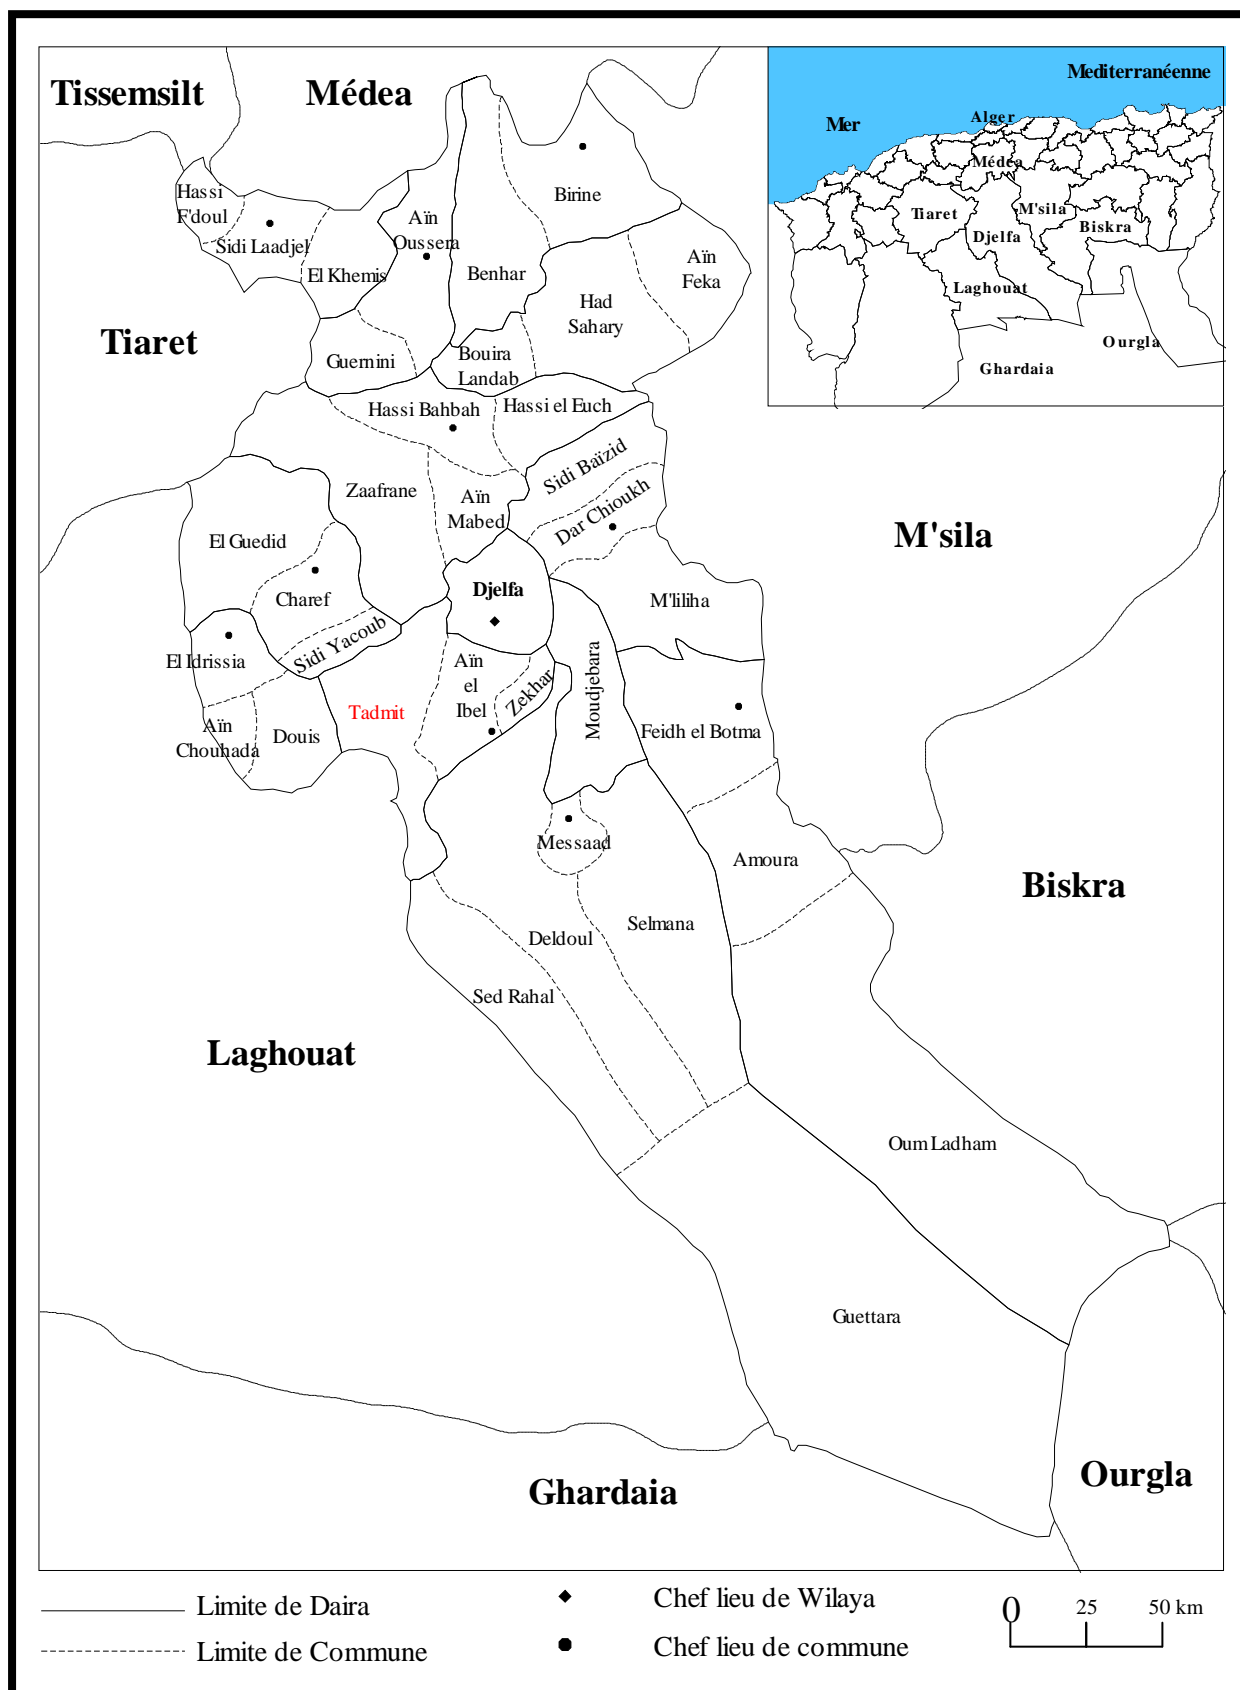 Tissemsilt
Médea
Mediterranéenne
Mer
Alger
Médea
Tiaret
M'sila
Biskra
Djelfa
Laghouat
Ourgla
Ghardaia
Hassi
F'doul
Sidi Laadjel
El Khemis
Aïn
Oussera
Benhar
Birine
Aïn
Feka
Had
Sahary
Tiaret
Guernini
Bouira
Landab
Hassi Bahbah
Hassi el Euch
Zaafrane
Aïn
Mabed
Sidi Baïzid
Dar Chioukh
M'sila
El Guedid
Charef
Djelfa
M'liliha
Sidi Yacoub
El Idrissia
Aïn
el
Ibel
Zekhar
Moudjebara
Tadmit
Feidh el Botma
Aïn
Chouhada
Douis
Messaad
Amoura
Biskra
Deldoul
Selmana
Sed Rahal
Laghouat
Oum Ladham
Guettara
Ghardaia
Ourgla
Limite de Daira
Limite de Commune
Chef lieu de Wilaya
Chef lieu de commune
0 25 50 km